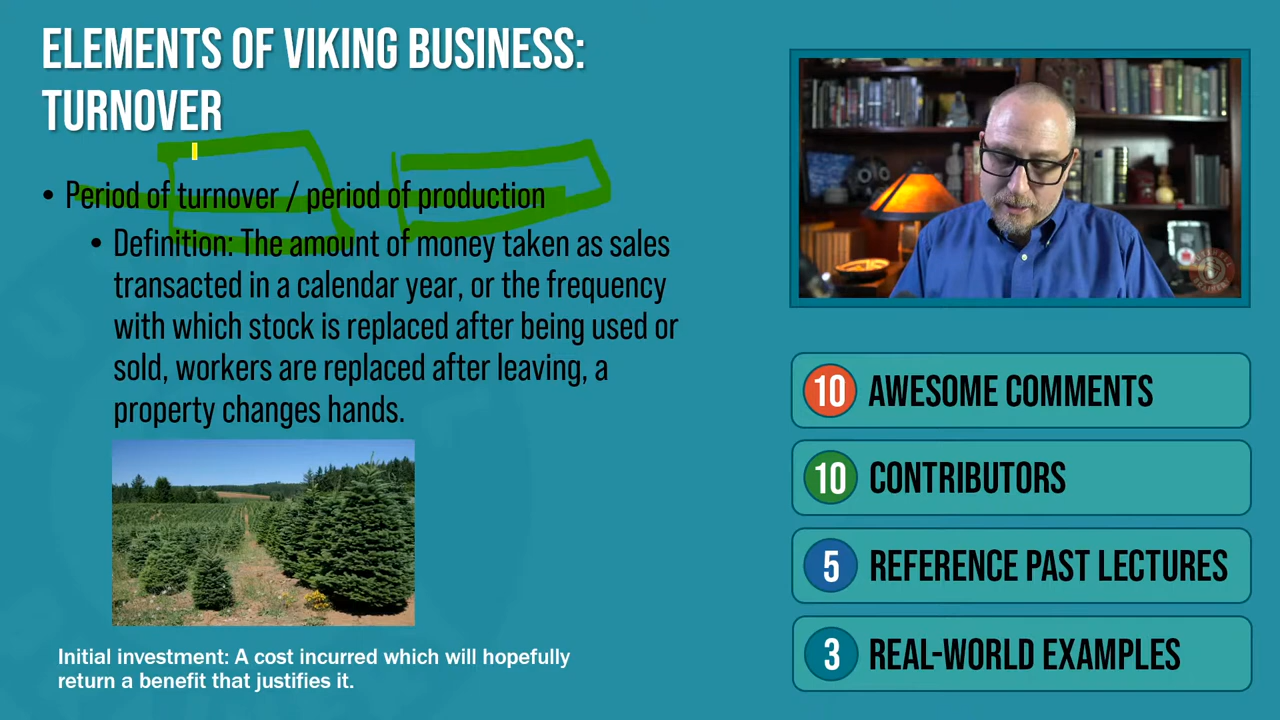 ELEMENTS OF VIKING BUSINESS:
TURNOVER
• Period of turnover / period of production
• Definition: The amount of money taken as sales
transacted in a calendar year, or the frequency
with which stock is replaced after being used or
sold, workers are replaced after leaving, a
property changes hands.
Initial investment: A cost incurred which will hopefully
return a benefit that justifies it.
10 AWESOME COMMENTS
10 CONTRIBUTORS
5 REFERENCE PAST LECTURES
3 REAL-WORLD EXAMPLES